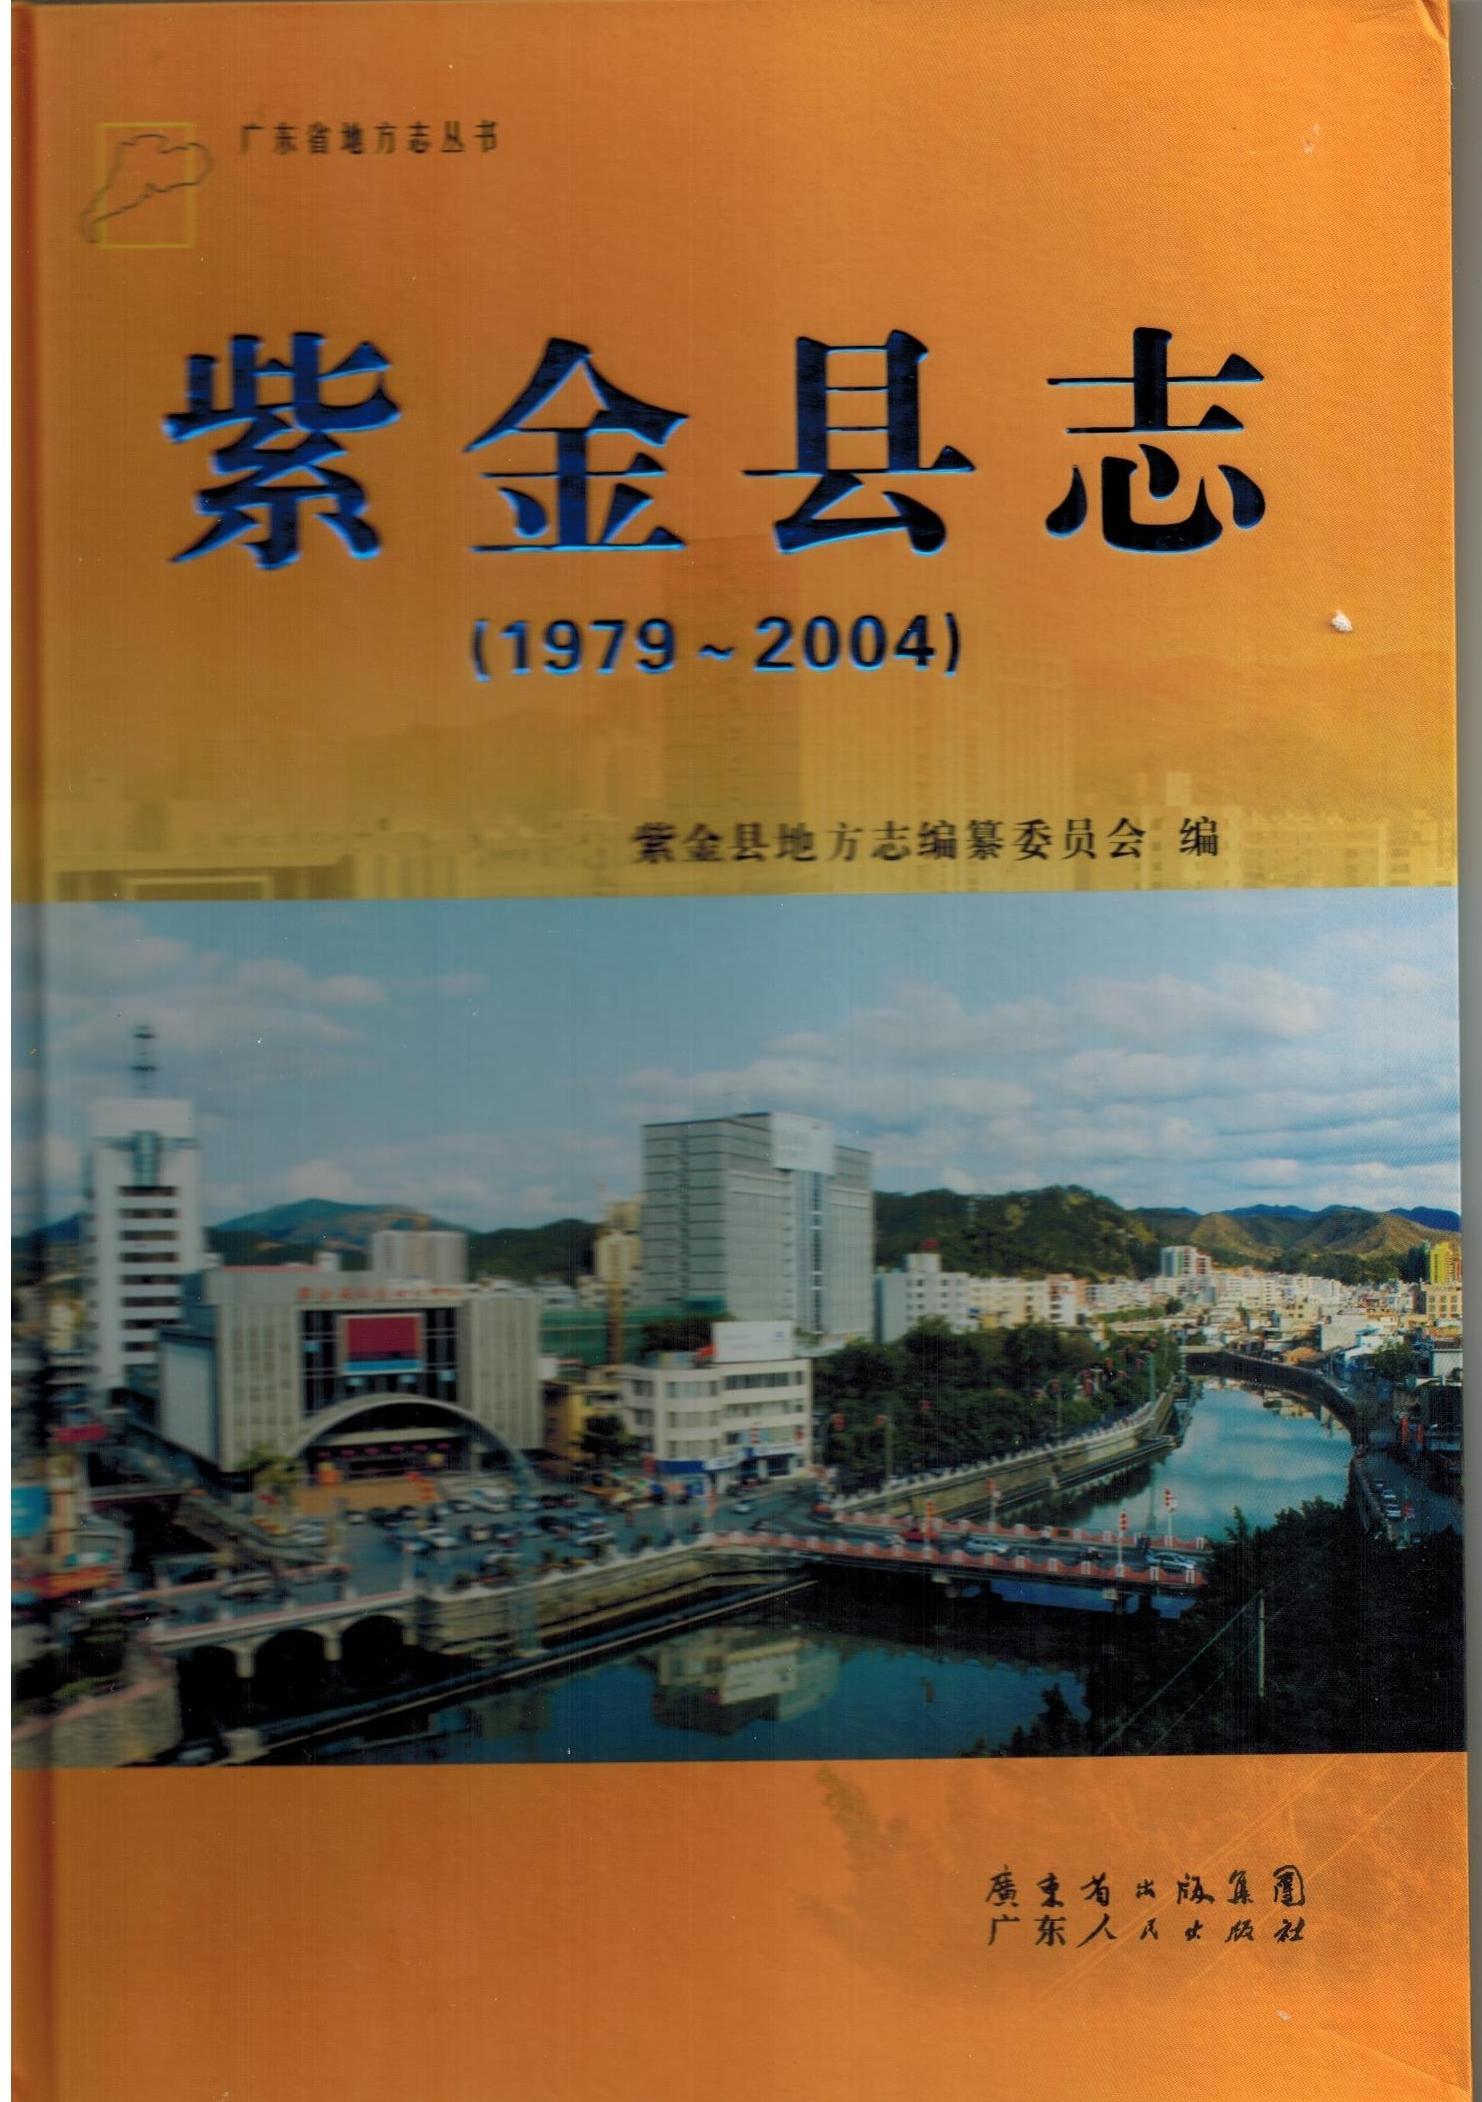 广东省地方志丛书
紫金县志
(1979~2004)
紫金县地方志编纂委员会 编
廣東省出版集團
广东人民出版社